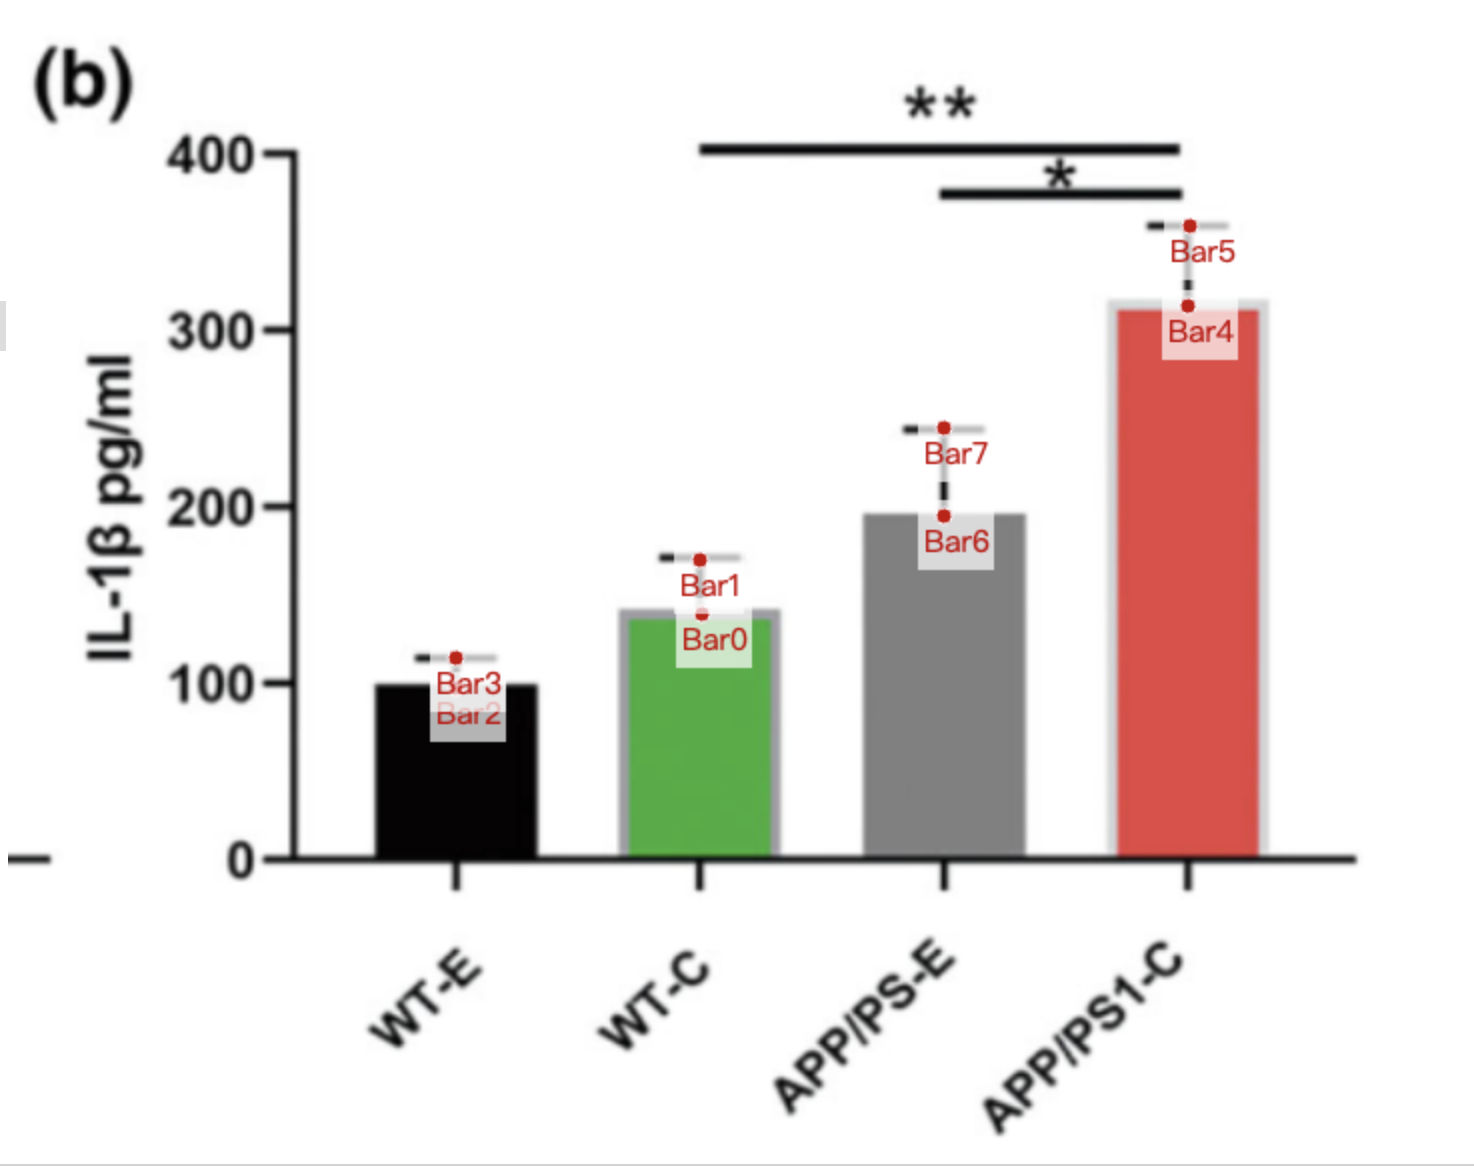 (b)
**
400
*
Bar5
300
Bar4
IL-1β pg/ml
Bar7
200
Bar6
Bar1
Bar0
100
Bar3
Bar2
0
WT-E
WT-C
APP/PS-E
APP/PS1-C